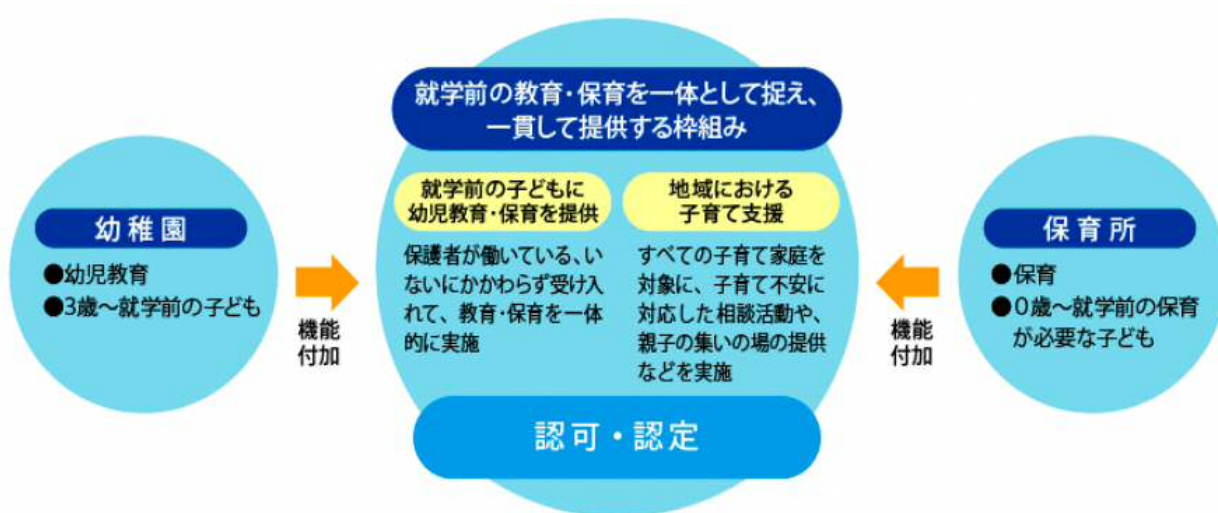 幼稚園
●幼児教育
●3歳～就学前の子ども
機能
付加
就学前の教育・保育を一体として捉え、
一貫して提供する枠組み
就学前の子どもに
幼児教育・保育を提供
保護者が働いている、い
ないにかかわらず受け入
れて、教育・保育を一体
的に実施
地域における
子育て支援
すべての子育て家庭を
対象に、子育て不安に
対応した相談活動や、
親子の集いの場の提供
などを実施
認可・認定
機能
付加
保育所
●保育
●0歳～就学前の保育
が必要な子ども